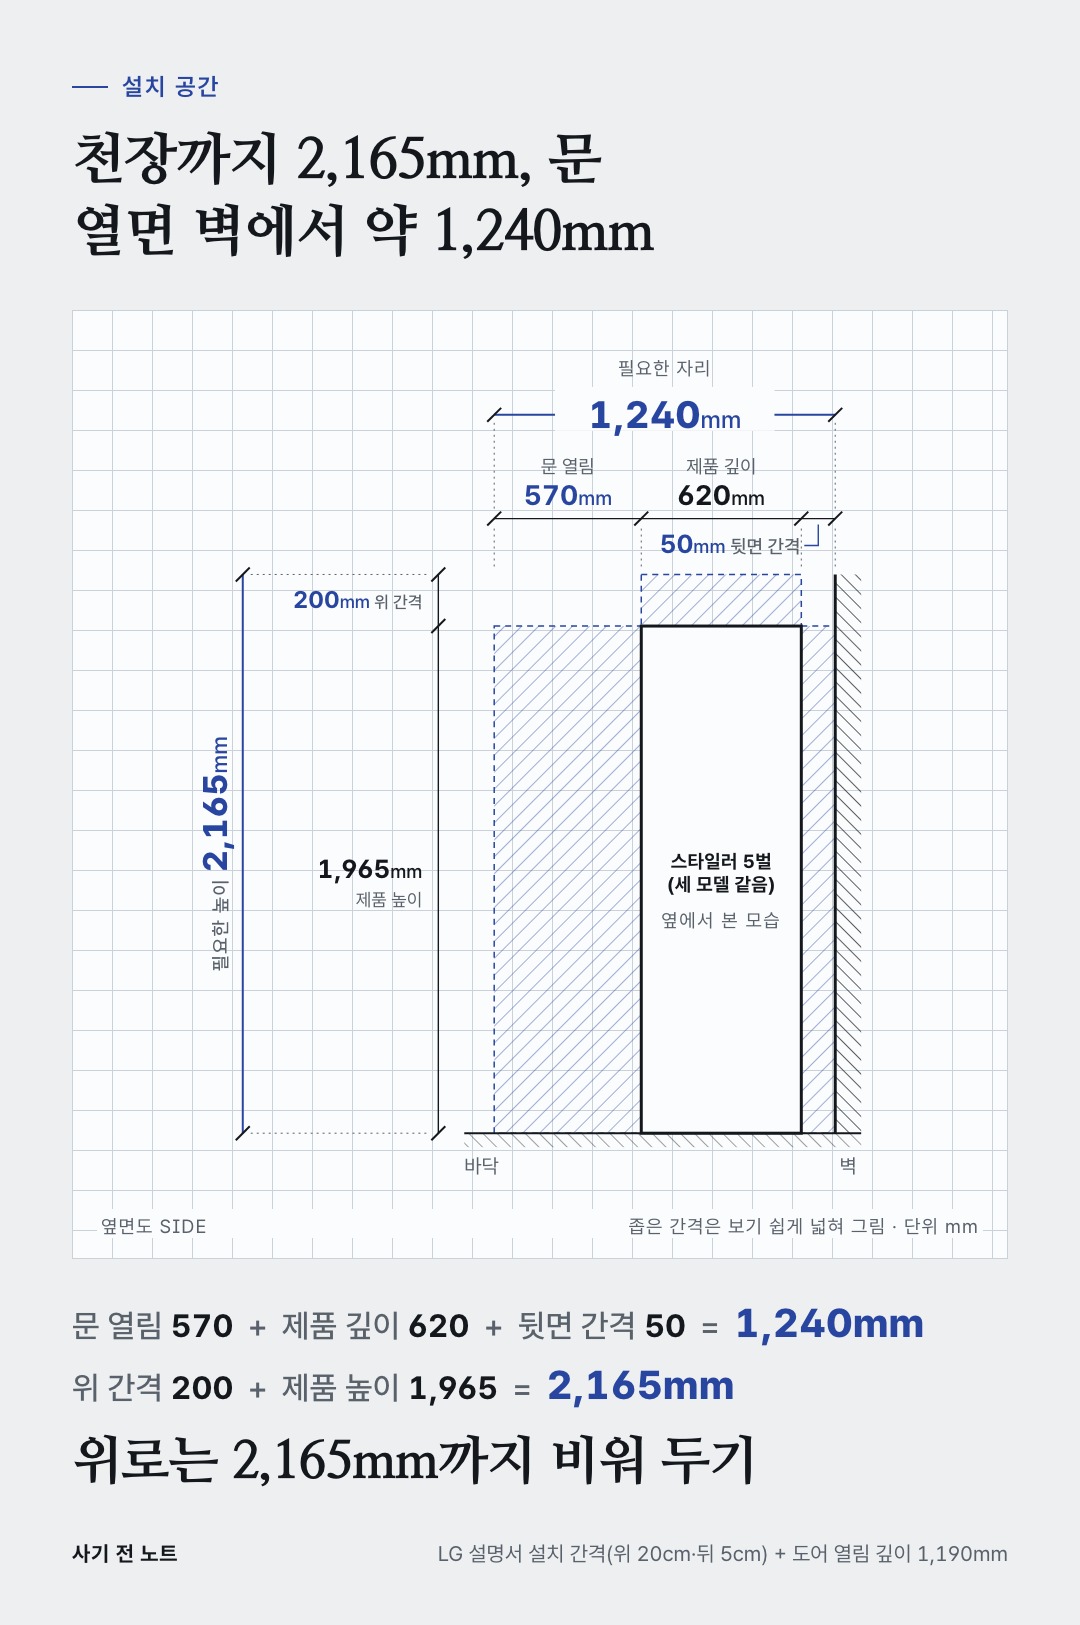 설치 공간
천장까지 2,165mm, 문
열면 벽에서 약 1,240mm
필요한 자리
1,240mm
문 열림
570mm
제품 깊이
620mm
50mm 뒷면 간격
200mm 위 간격
필요한 높이 2,165mm
1,965mm
제품 높이
스타일러 5벌
(세 모델 같음)
옆에서 본 모습
바닥
벽
옆면도 SIDE
좁은 간격은 보기 쉽게 넓혀 그림 · 단위 mm
문 열림 570 + 제품 깊이 620 + 뒷면 간격 50 = 1,240mm
위 간격 200 + 제품 높이 1,965 = 2,165mm
위로는 2,165mm까지 비워 두기
사기 전 노트
LG 설명서 설치 간격(위 20cm·뒤 5cm) + 도어 열림 깊이 1,190mm